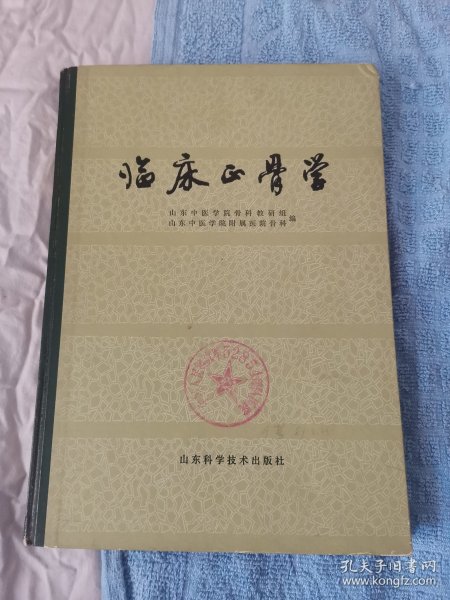 临床正骨学
山东中医学院骨科教研组
山东中医学院附属医院骨科
编
山东科学技术出版社
孔夫子旧书网
www.kongfz.com